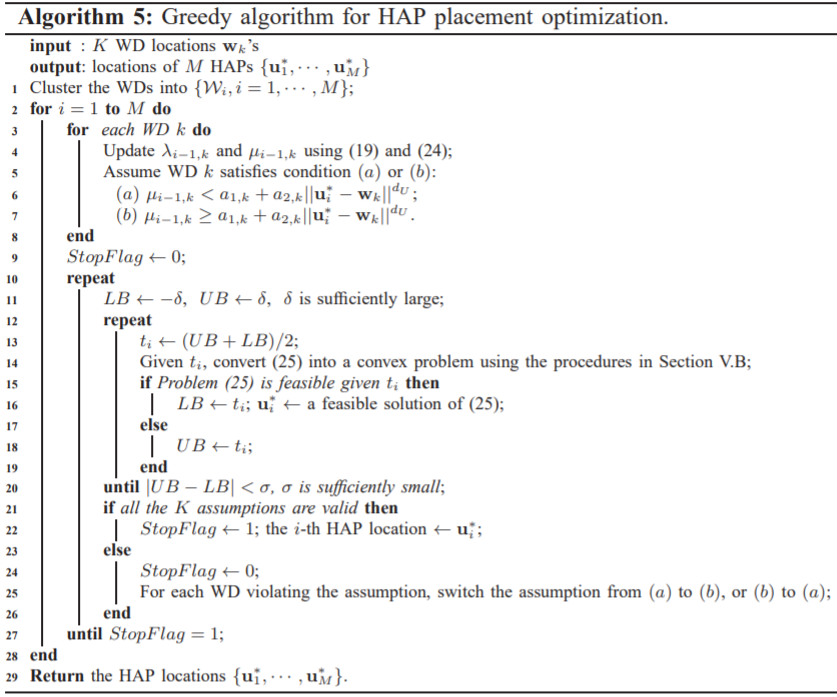 Algorithm 5: Greedy algorithm for HAP placement optimization.
input : K WD locations w_k's
output: locations of M HAPs {u_1^*, ⋯, u_M^*}
1 Cluster the WDs into {𝒲_i, i = 1, ⋯, M};
2 for i = 1 to M do
3 for each WD k do
4 Update λ_{i−1,k} and μ_{i−1,k} using (19) and (24);
5 Assume WD k satisfies condition (a) or (b):
6 (a) μ_{i−1,k} < a_{1,k} + a_{2,k}||u_i^* − w_k||^{d_U};
7 (b) μ_{i−1,k} ≥ a_{1,k} + a_{2,k}||u_i^* − w_k||^{d_U}.
8 end
9 StopFlag ← 0;
10 repeat
11 LB ← −δ, UB ← δ, δ is sufficiently large;
12 repeat
13 t_i ← (UB + LB)/2;
14 Given t_i, convert (25) into a convex problem using the procedures in Section V.B;
15 if Problem (25) is feasible given t_i then
16 LB ← t_i; u_i^* ← a feasible solution of (25);
17 else
18 UB ← t_i;
19 end
20 until |UB − LB| < σ, σ is sufficiently small;
21 if all the K assumptions are valid then
22 StopFlag ← 1; the i-th HAP location ← u_i^*;
23 else
24 StopFlag ← 0;
25 For each WD violating the assumption, switch the assumption from (a) to (b), or (b) to (a);
26 end
27 until StopFlag = 1;
28 end
29 Return the HAP locations {u_1^*, ⋯, u_M^*}.